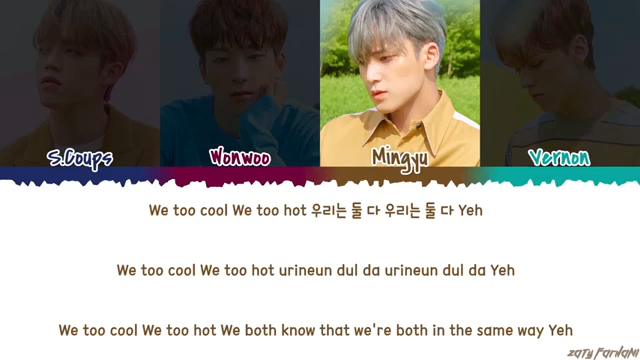 S.Coups Wonwoo Mingyu Vernon
We too cool We too hot 우리는 둘 다 우리는 둘 다 Yeh
We too cool We too hot urineun dul da urineun dul da Yeh
We too cool We too hot We both know that we're both in the same way Yeh
zaty Farhani